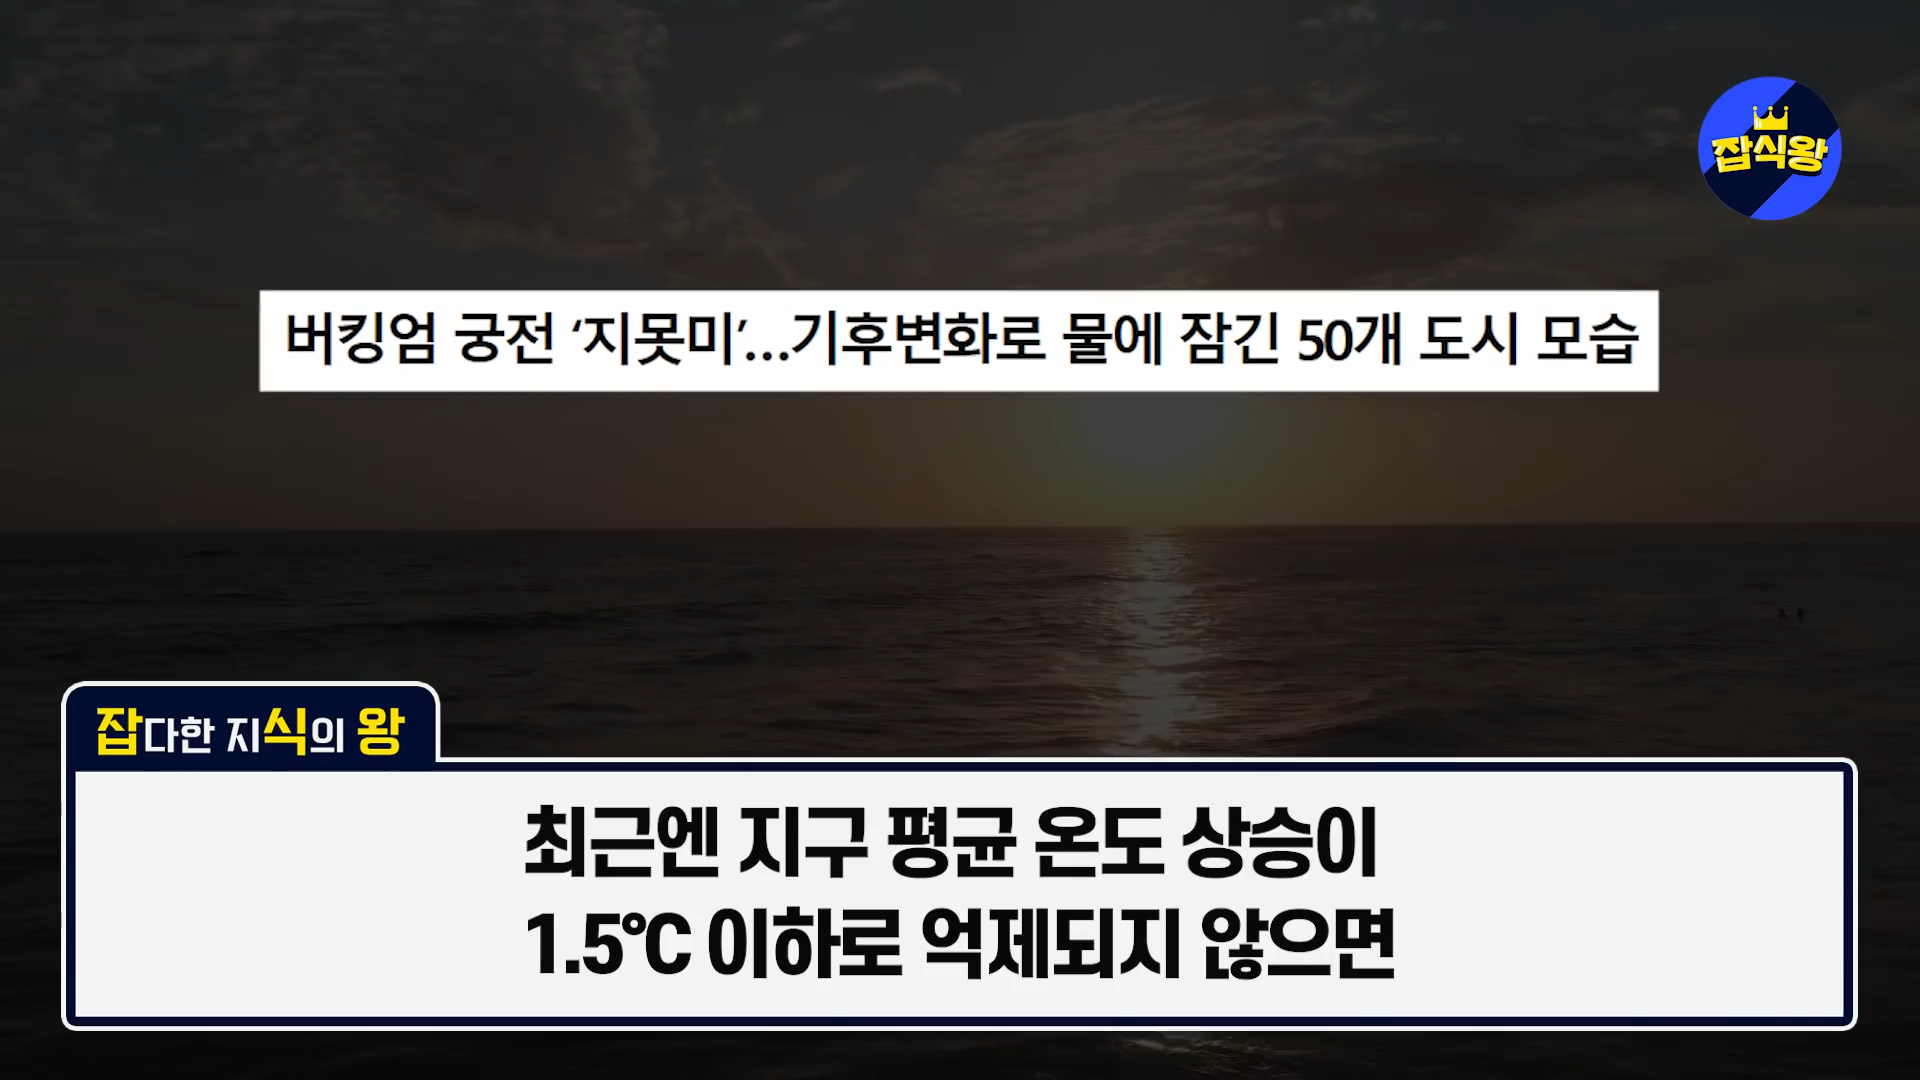 잡식왕
버킹엄 궁전 ‘지못미’...기후변화로 물에 잠긴 50개 도시 모습
잡다한 지식의 왕
최근엔 지구 평균 온도 상승이
1.5℃ 이하로 억제되지 않으면